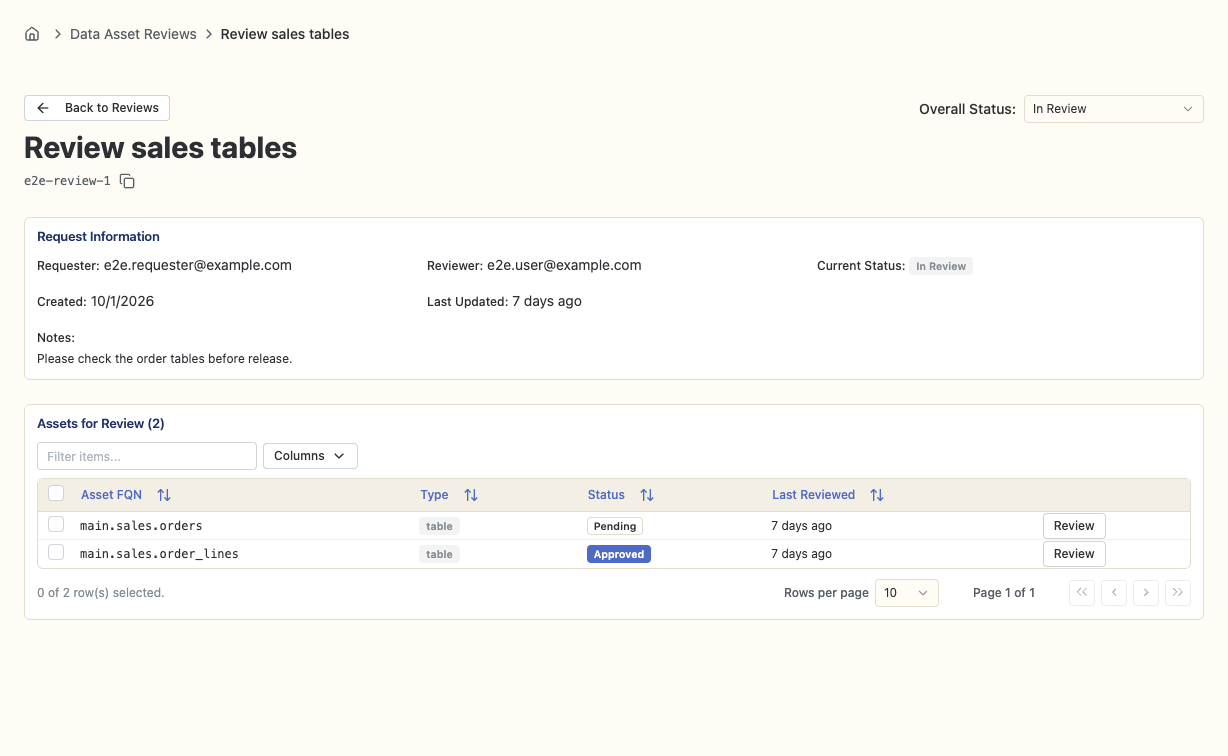 Data Asset Reviews Review sales tables
Back to Reviews
Overall Status: In Review
Review sales tables
e2e-review-1
Request Information
Requester: e2e.requester@example.com Reviewer: e2e.user@example.com Current Status: In Review
Created: 10/1/2026 Last Updated: 7 days ago
Notes:
Please check the order tables before release.
Assets for Review (2)
Filter items... Columns
Asset FQN Type Status Last Reviewed
main.sales.orders table Pending 7 days ago Review
main.sales.order_lines table Approved 7 days ago Review
0 of 2 row(s) selected. Rows per page 10 Page 1 of 1